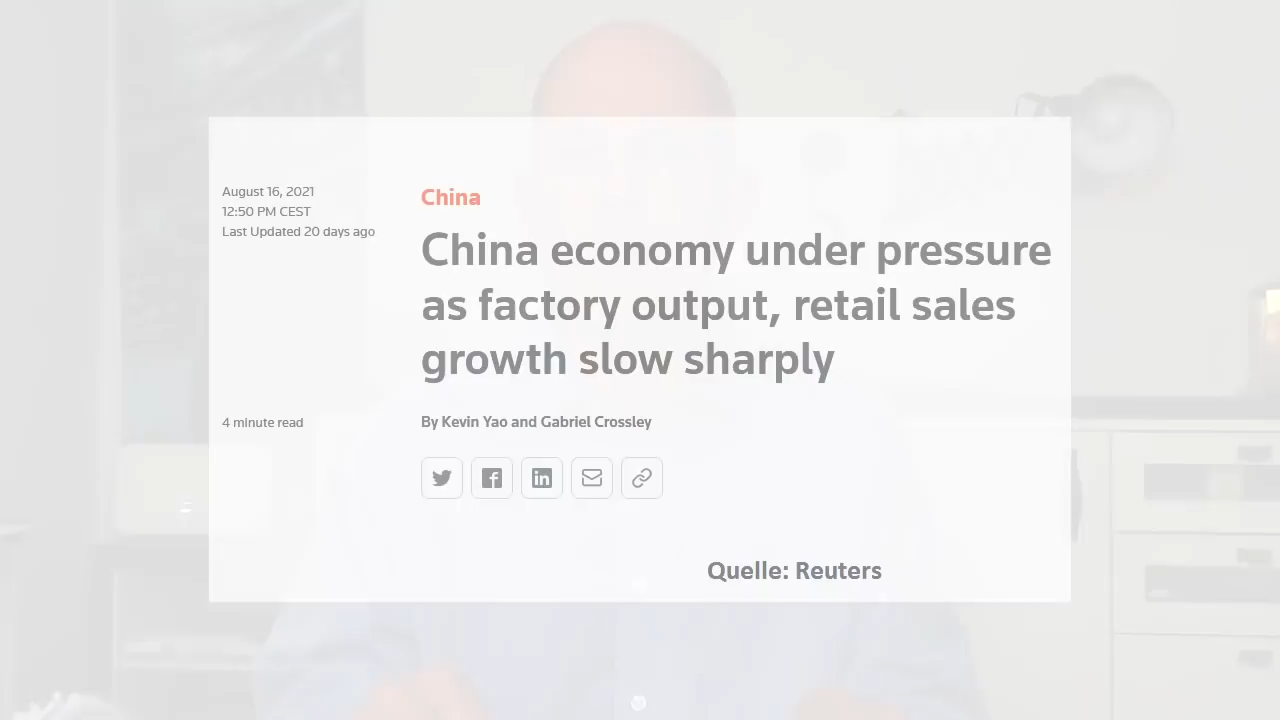 August 16, 2021
12:50 PM CEST
Last Updated 20 days ago
China
China economy under pressure
as factory output, retail sales
growth slow sharply
4 minute read
By Kevin Yao and Gabriel Crossley
Quelle: Reuters